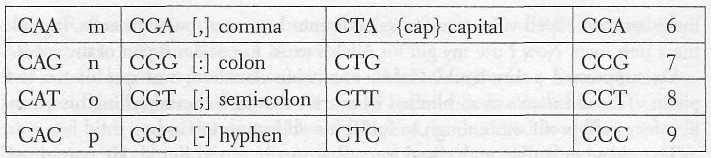 CAA m CGA [,] comma CTA {cap} capital CCA 6
CAG n CGG [:] colon CTG CCG 7
CAT o CGT [;] semi-colon CTT CCT 8
CAC p CGC [-] hyphen CTC CCC 9